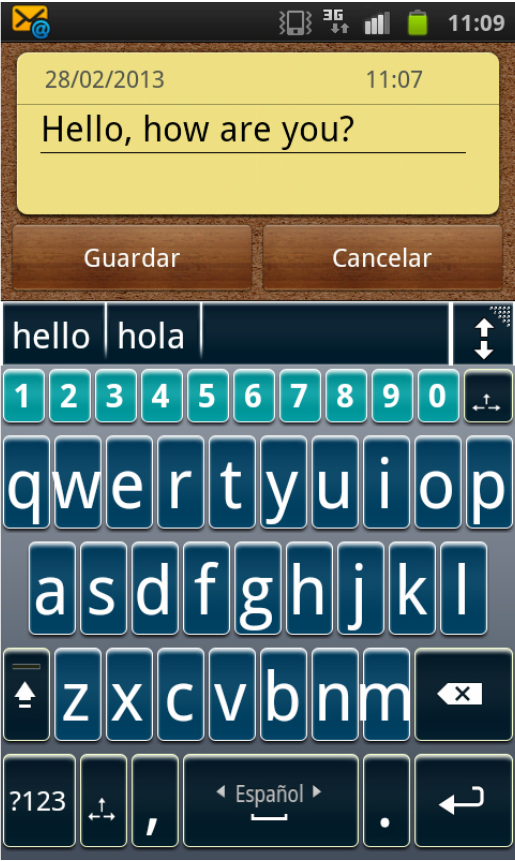 3G 11:09
28/02/2013 11:07
Hello, how are you?
Guardar Cancelar
hello hola
1 2 3 4 5 6 7 8 9 0
q w e r t y u i o p
a s d f g h j k l
z x c v b n m
?123 , Español .